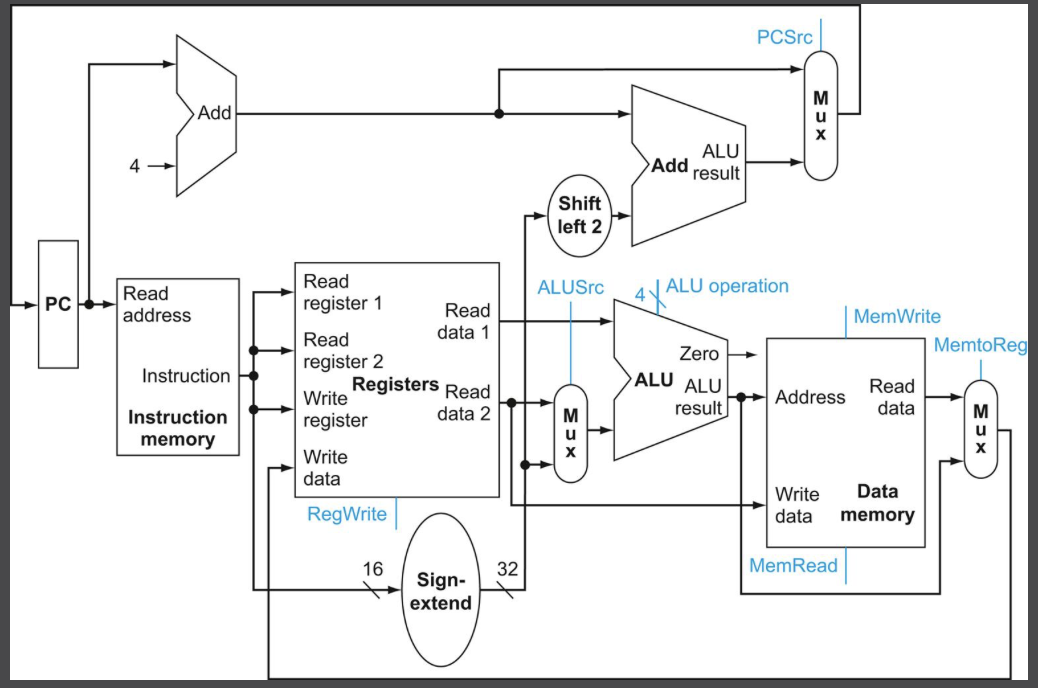 PCSrc
Add
4
M
u
x
Add
ALU
result
Shift
left 2
PC
Read
address
Instruction
Instruction
memory
Read
register 1
Read
register 2
Registers
Write
register
Write
data
Read
data 1
Read
data 2
RegWrite
16
Sign-
extend
32
ALUSrc
M
u
x
4
ALU operation
Zero
ALU
ALU
result
MemWrite
Address
Read
data
Write
data
Data
memory
MemRead
MemtoReg
M
u
x